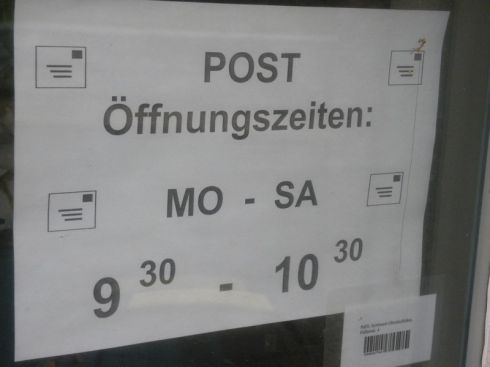 POST
Öffnungszeiten:
MO - SA
9 30 - 10 30